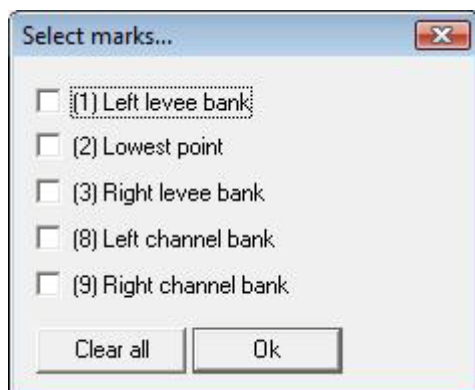 Select marks...
(1) Left levee bank
(2) Lowest point
(3) Right levee bank
(8) Left channel bank
(9) Right channel bank
Clear all Ok